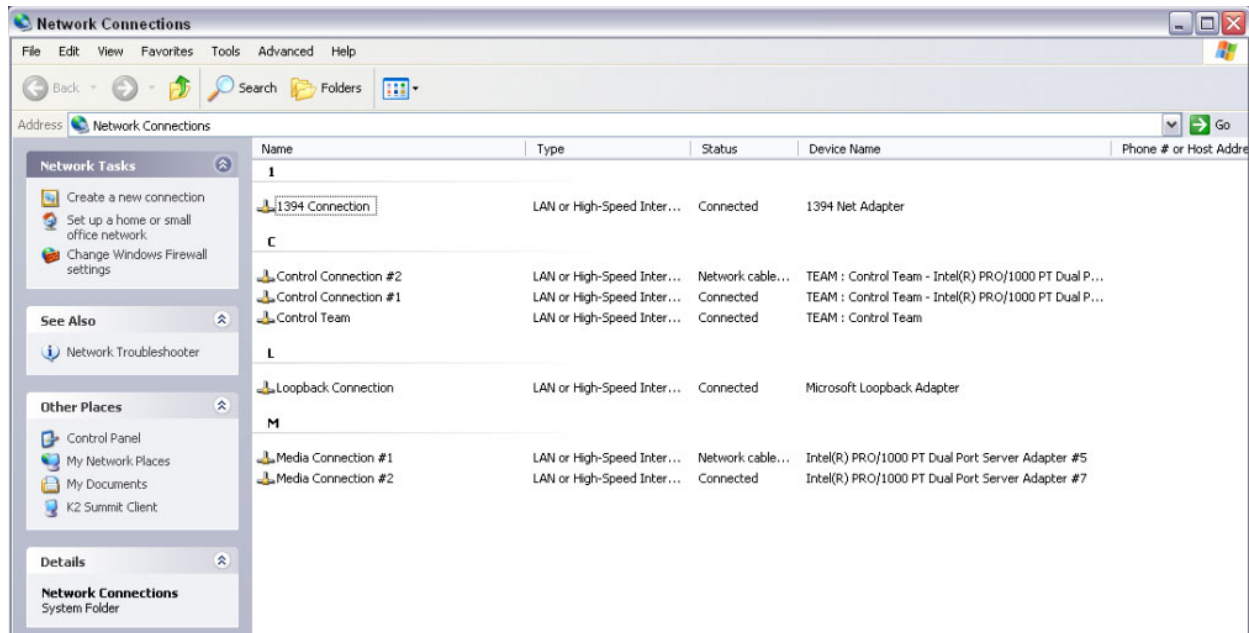 Network Connections
File Edit View Favorites Tools Advanced Help
Back Search Folders
Address Network Connections Go
Name Type Status Device Name Phone # or Host Addre
Network Tasks
Create a new connection
Set up a home or small
office network
Change Windows Firewall
settings
See Also
Network Troubleshooter
Other Places
Control Panel
My Network Places
My Documents
K2 Summit Client
Details
Network Connections
System Folder
1
1394 Connection LAN or High-Speed Inter... Connected 1394 Net Adapter
C
Control Connection #2 LAN or High-Speed Inter... Network cable... TEAM : Control Team - Intel(R) PRO/1000 PT Dual P...
Control Connection #1 LAN or High-Speed Inter... Connected TEAM : Control Team - Intel(R) PRO/1000 PT Dual P...
Control Team LAN or High-Speed Inter... Connected TEAM : Control Team
L
Loopback Connection LAN or High-Speed Inter... Connected Microsoft Loopback Adapter
M
Media Connection #1 LAN or High-Speed Inter... Network cable... Intel(R) PRO/1000 PT Dual Port Server Adapter #5
Media Connection #2 LAN or High-Speed Inter... Connected Intel(R) PRO/1000 PT Dual Port Server Adapter #7